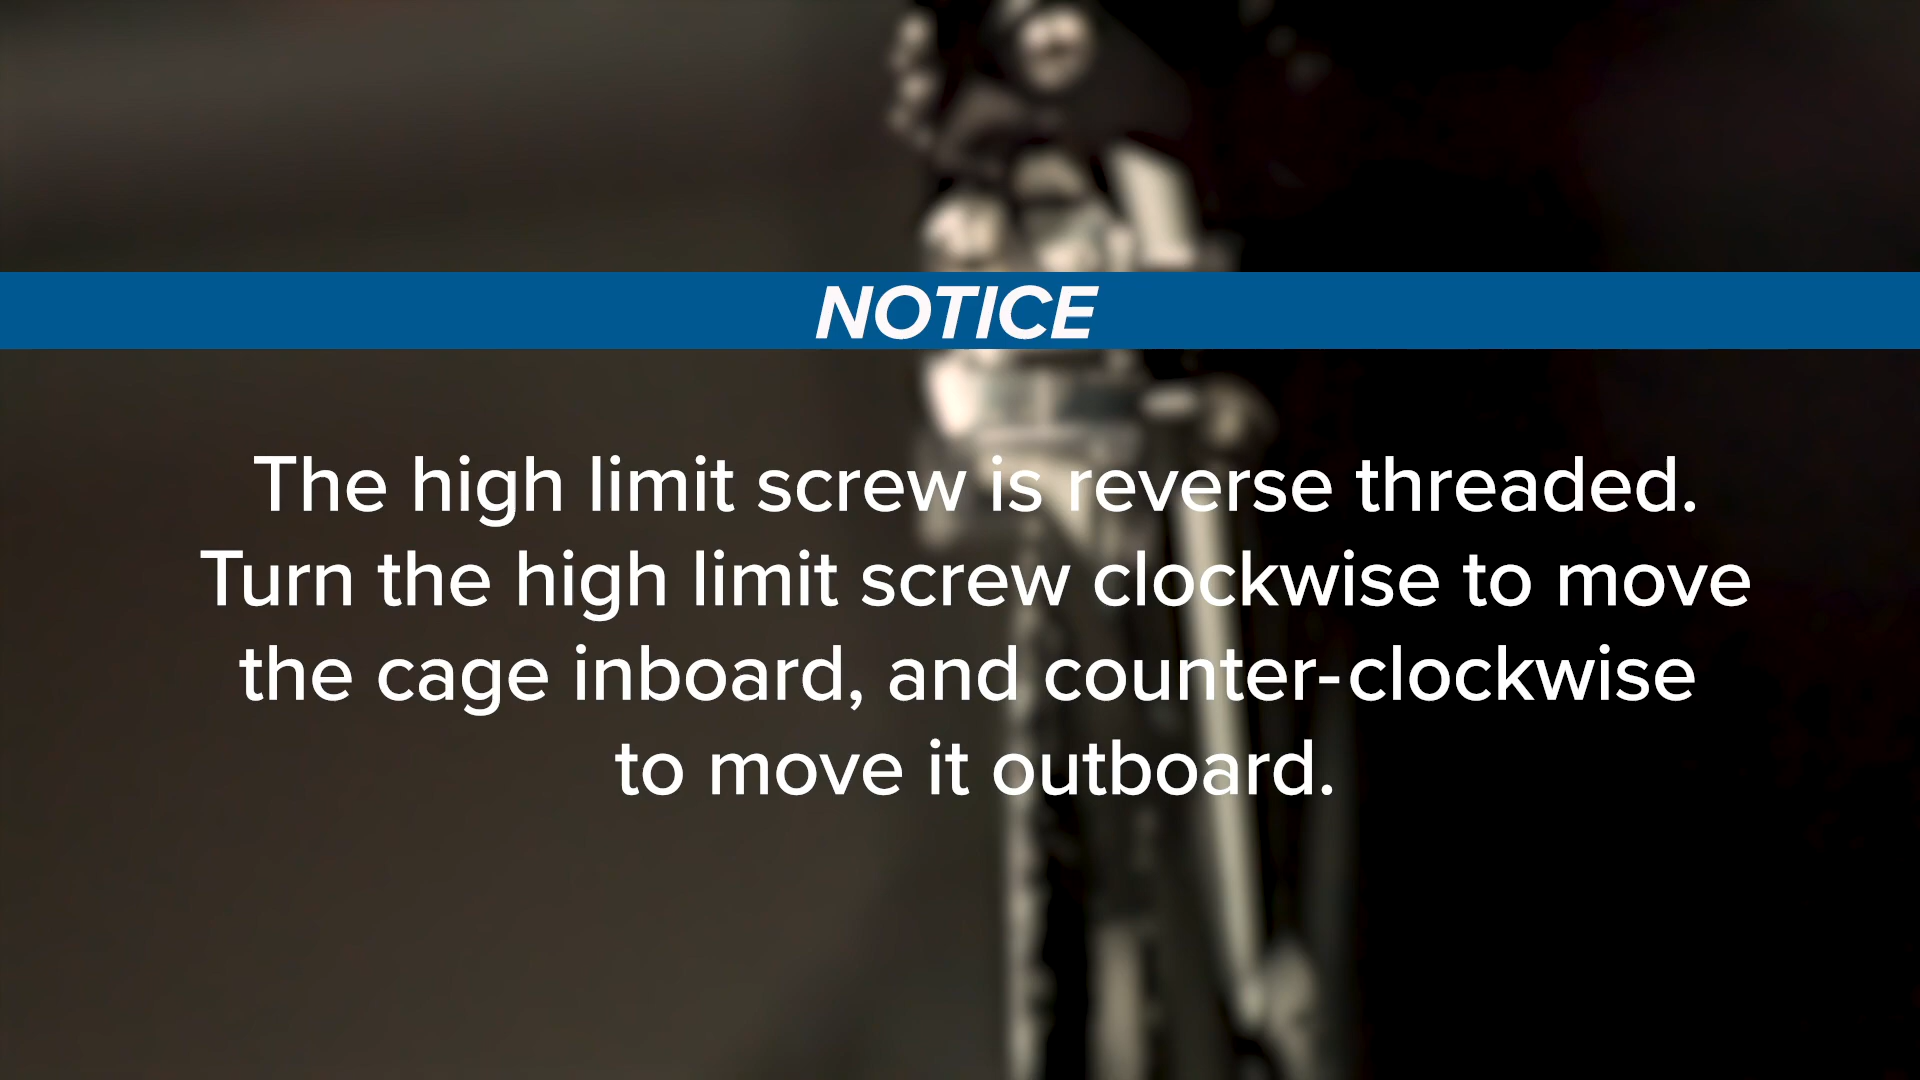 NOTICE
The high limit screw is reverse threaded.
Turn the high limit screw clockwise to move
the cage inboard, and counter-clockwise
to move it outboard.